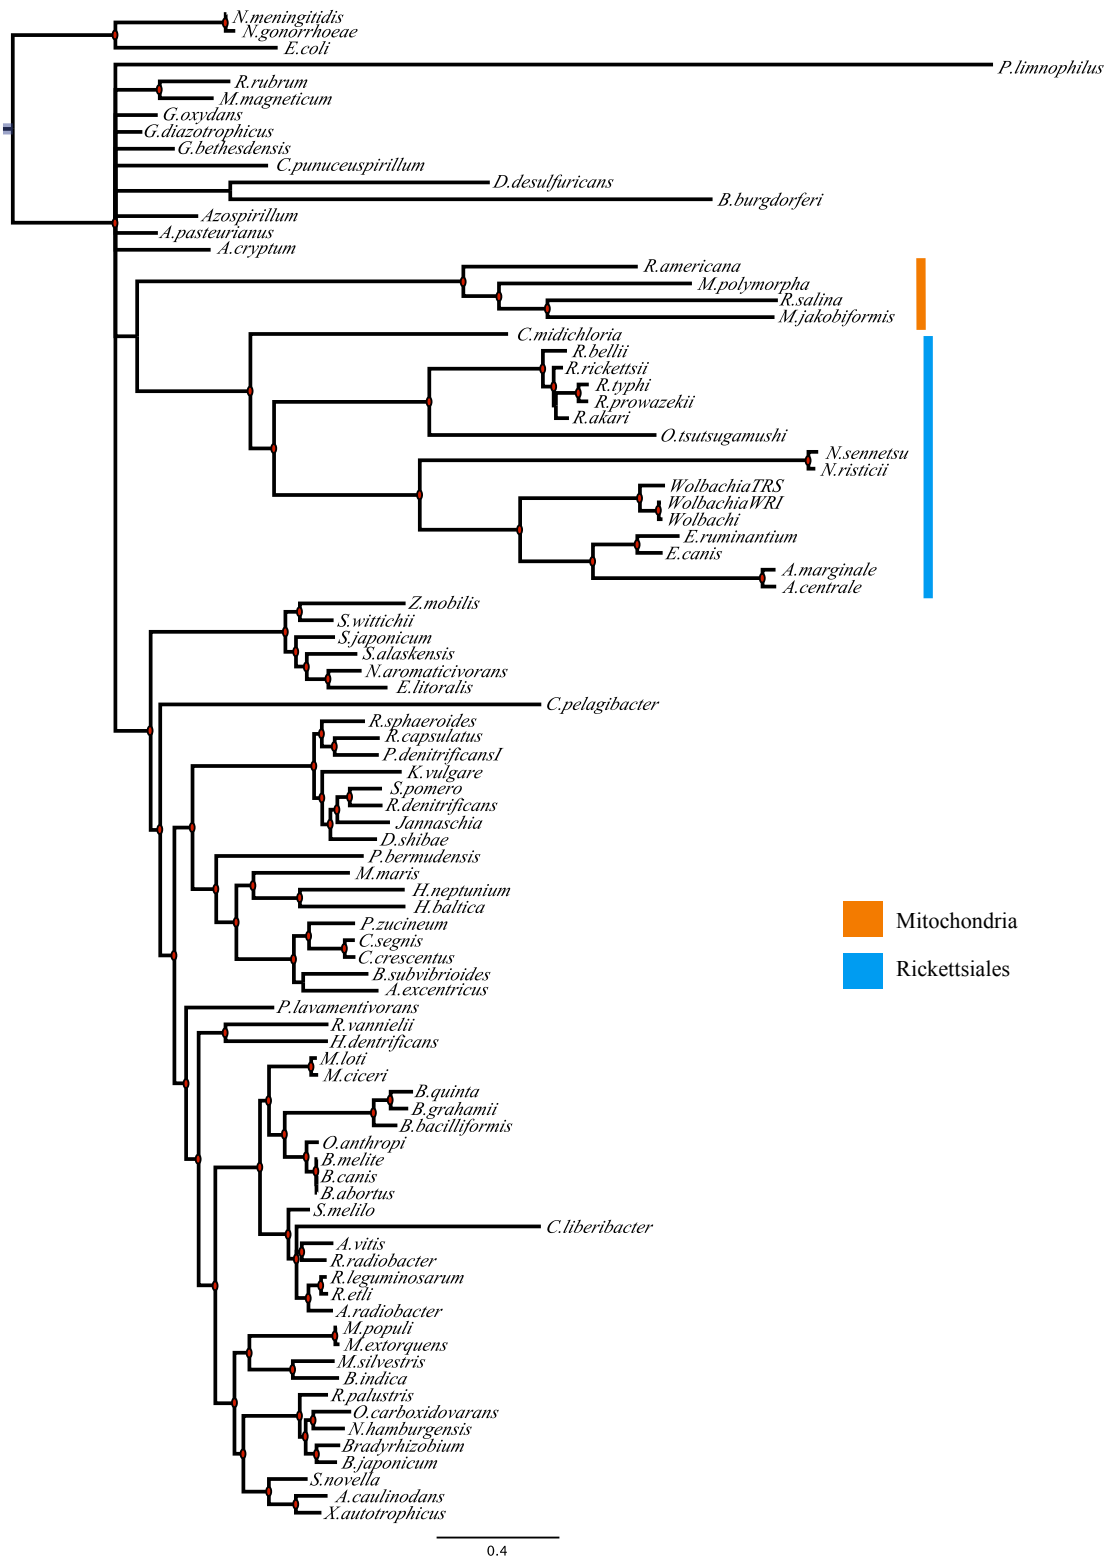 N.meningitidis
N.gonorrhoeae
E.coli
P.limnophilus
R.rubrum
M.magneticum
G.oxydans
G.diazotrophicus
G.bethesdensis
C.punuceuspirillum
D.desulfuricans
B.burgdorferi
Azospirillum
A.pasteurianus
A.cryptum
R.americana
M.polymorpha
R.salina
M.jakobiformis
C.midichloria
R.bellii
R.rickettsii
R.typhi
R.prowazekii
R.akari
O.tsutsugamushi
N.sennetsu
N.risticii
WolbachiaTRS
WolbachiaWRI
Wolbachi
E.ruminantium
E.canis
A.marginale
A.centrale
Z.mobilis
S.wittichii
S.japonicum
S.alaskensis
N.aromaticivorans
E.litoralis
C.pelagibacter
R.sphaeroides
R.capsulatus
P.denitrificansI
K.vulgare
S.pomero
R.denitrificans
Jannaschia
D.shibae
P.bermudensis
M.maris
H.neptunium
H.baltica
P.zucineum
C.segnis
C.crescentus
B.subvibrioides
A.excentricus
Mitochondria
Rickettsiales
P.lavamentivorans
R.vannielii
H.dentrificans
M.loti
M.ciceri
B.quinta
B.grahamii
B.bacilliformis
O.anthropi
B.melite
B.canis
B.abortus
S.melilo
C.liberibacter
A.vitis
R.radiobacter
R.leguminosarum
R.etli
A.radiobacter
M.populi
M.extorquens
M.silvestris
B.indica
R.palustris
O.carboxidovarans
N.hamburgensis
Bradyrhizobium
B.japonicum
S.novella
A.caulinodans
X.autotrophicus
0.4